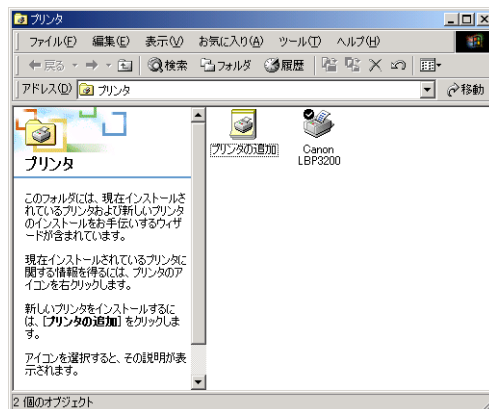 プリンタ
ファイル(F) 編集(E) 表示(V) お気に入り(A) ツール(T) ヘルプ(H)
戻る 検索 フォルダ 履歴
アドレス(D) プリンタ 移動
プリンタ
このフォルダには、現在インストールさ
れているプリンタおよび新しいプリンタ
のインストールをお手伝いするウィザ
ードが含まれています。
現在インストールされているプリンタに
関する情報を得るには、プリンタのア
イコンを右クリックします。
新しいプリンタをインストールするに
は、[プリンタの追加] をクリックしま
す。
アイコンを選択すると、その説明が表
示されます。
プリンタの追加
Canon
LBP3200
2 個のオブジェクト